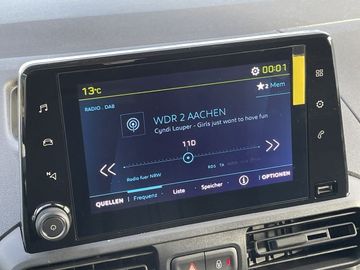 13°C 00:01
RADIO . DAB ★2 Mem
WDR 2 AACHEN
Cyndi Lauper - Girls just want to have fun
11D
RDS TA
Radio fuer NRW
QUELLEN Frequenz Liste Speicher OPTIONEN